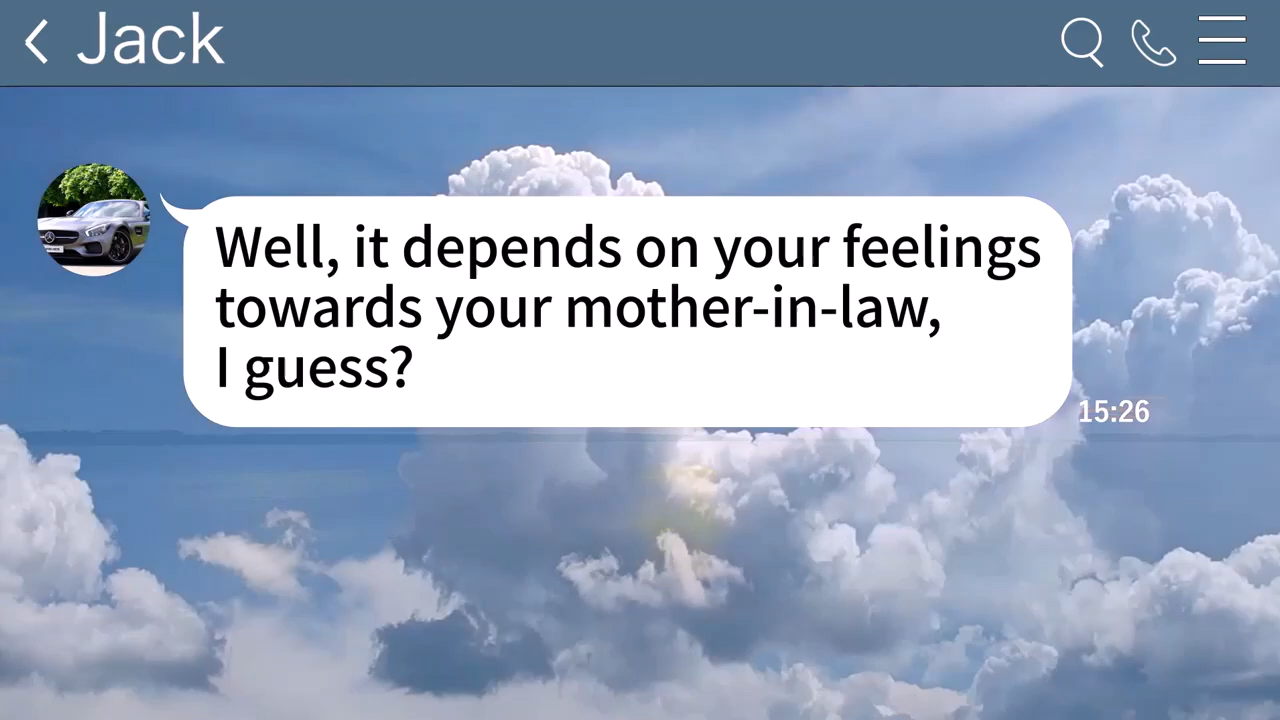 Jack
Well, it depends on your feelings
towards your mother-in-law,
I guess?
15:26